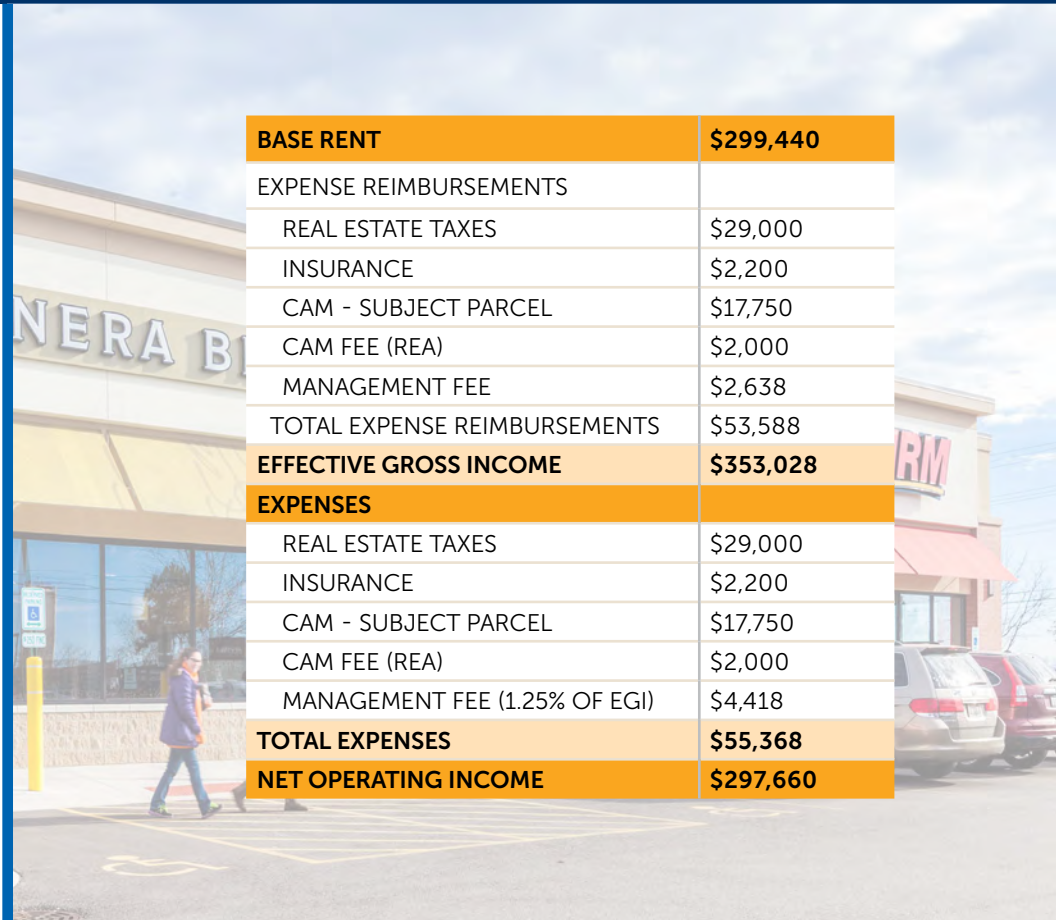 BASE RENT $299,440
EXPENSE REIMBURSEMENTS
REAL ESTATE TAXES $29,000
INSURANCE $2,200
CAM - SUBJECT PARCEL $17,750
CAM FEE (REA) $2,000
MANAGEMENT FEE $2,638
TOTAL EXPENSE REIMBURSEMENTS $53,588
EFFECTIVE GROSS INCOME $353,028
EXPENSES
REAL ESTATE TAXES $29,000
INSURANCE $2,200
CAM - SUBJECT PARCEL $17,750
CAM FEE (REA) $2,000
MANAGEMENT FEE (1.25% OF EGI) $4,418
TOTAL EXPENSES $55,368
NET OPERATING INCOME $297,660
NERA B
RM